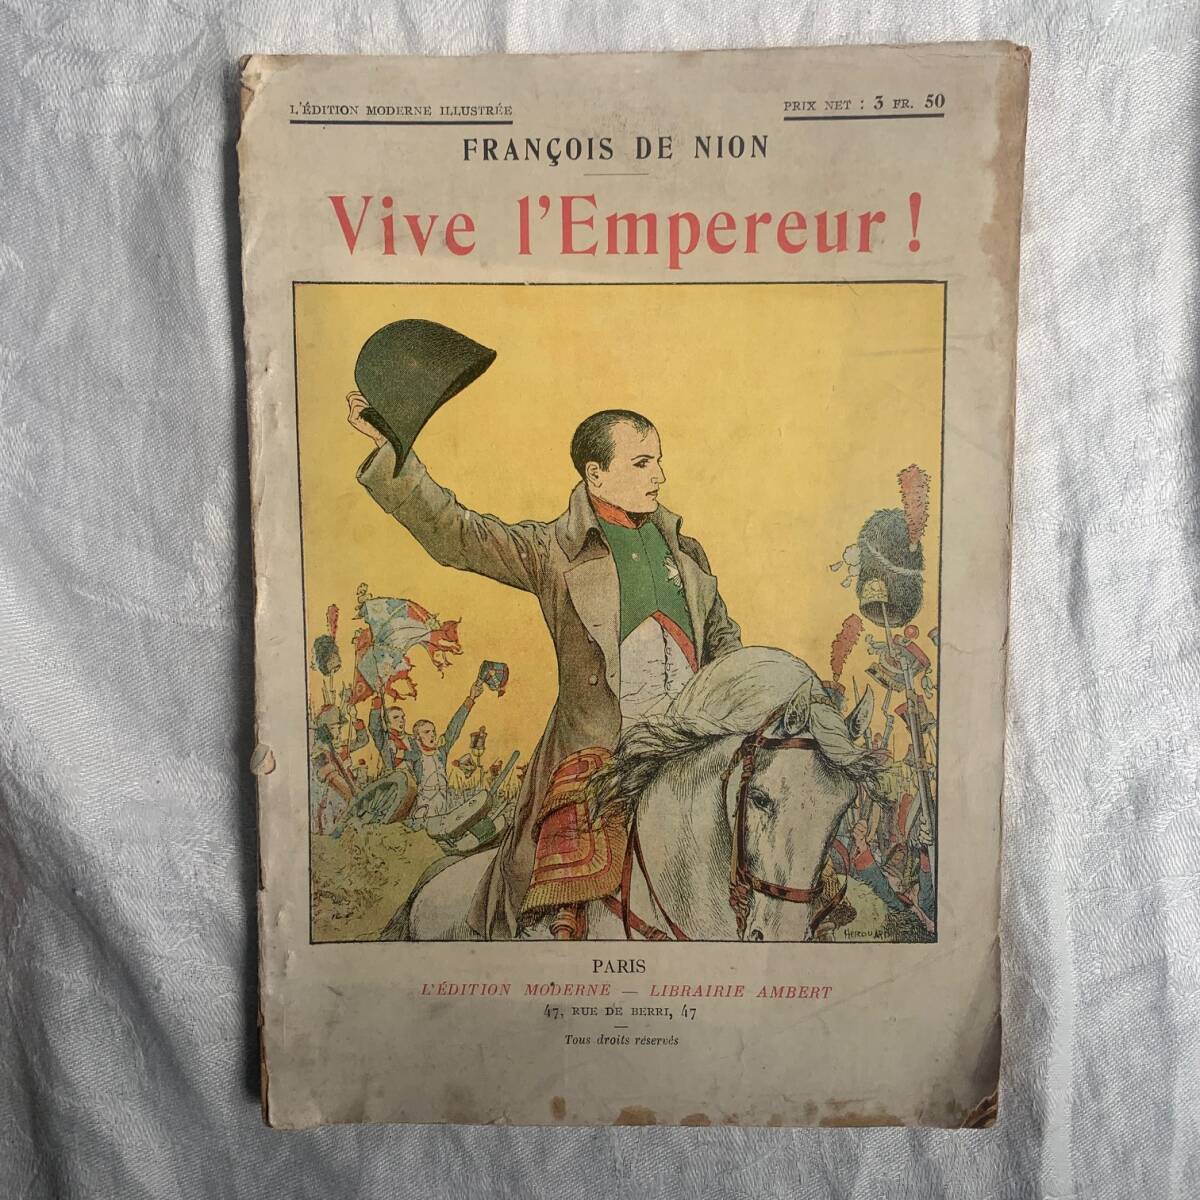 L'ÉDITION MODERNE ILLUSTRÉE
PRIX NET : 3 FR. 50
FRANÇOIS DE NION
Vive l'Empereur !
HEROUARD
PARIS
L'ÉDITION MODERNE — LIBRAIRIE AMBERT
47, RUE DE BERRI, 47
Tous droits réservés